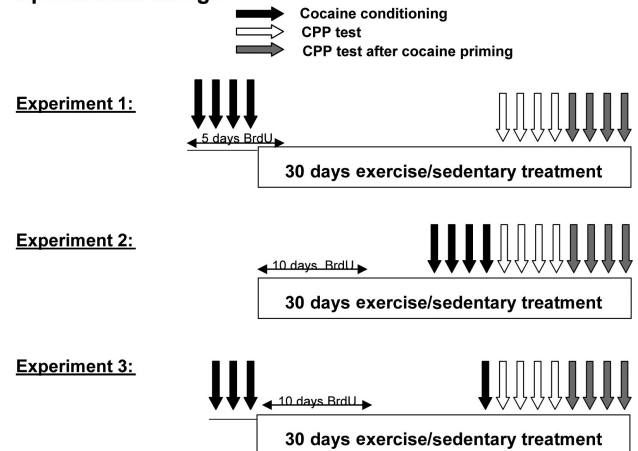 Cocaine conditioning
CPP test
CPP test after cocaine priming
Experiment 1:
5 days BrdU
30 days exercise/sedentary treatment
Experiment 2:
10 days BrdU
30 days exercise/sedentary treatment
Experiment 3:
10 days BrdU
30 days exercise/sedentary treatment